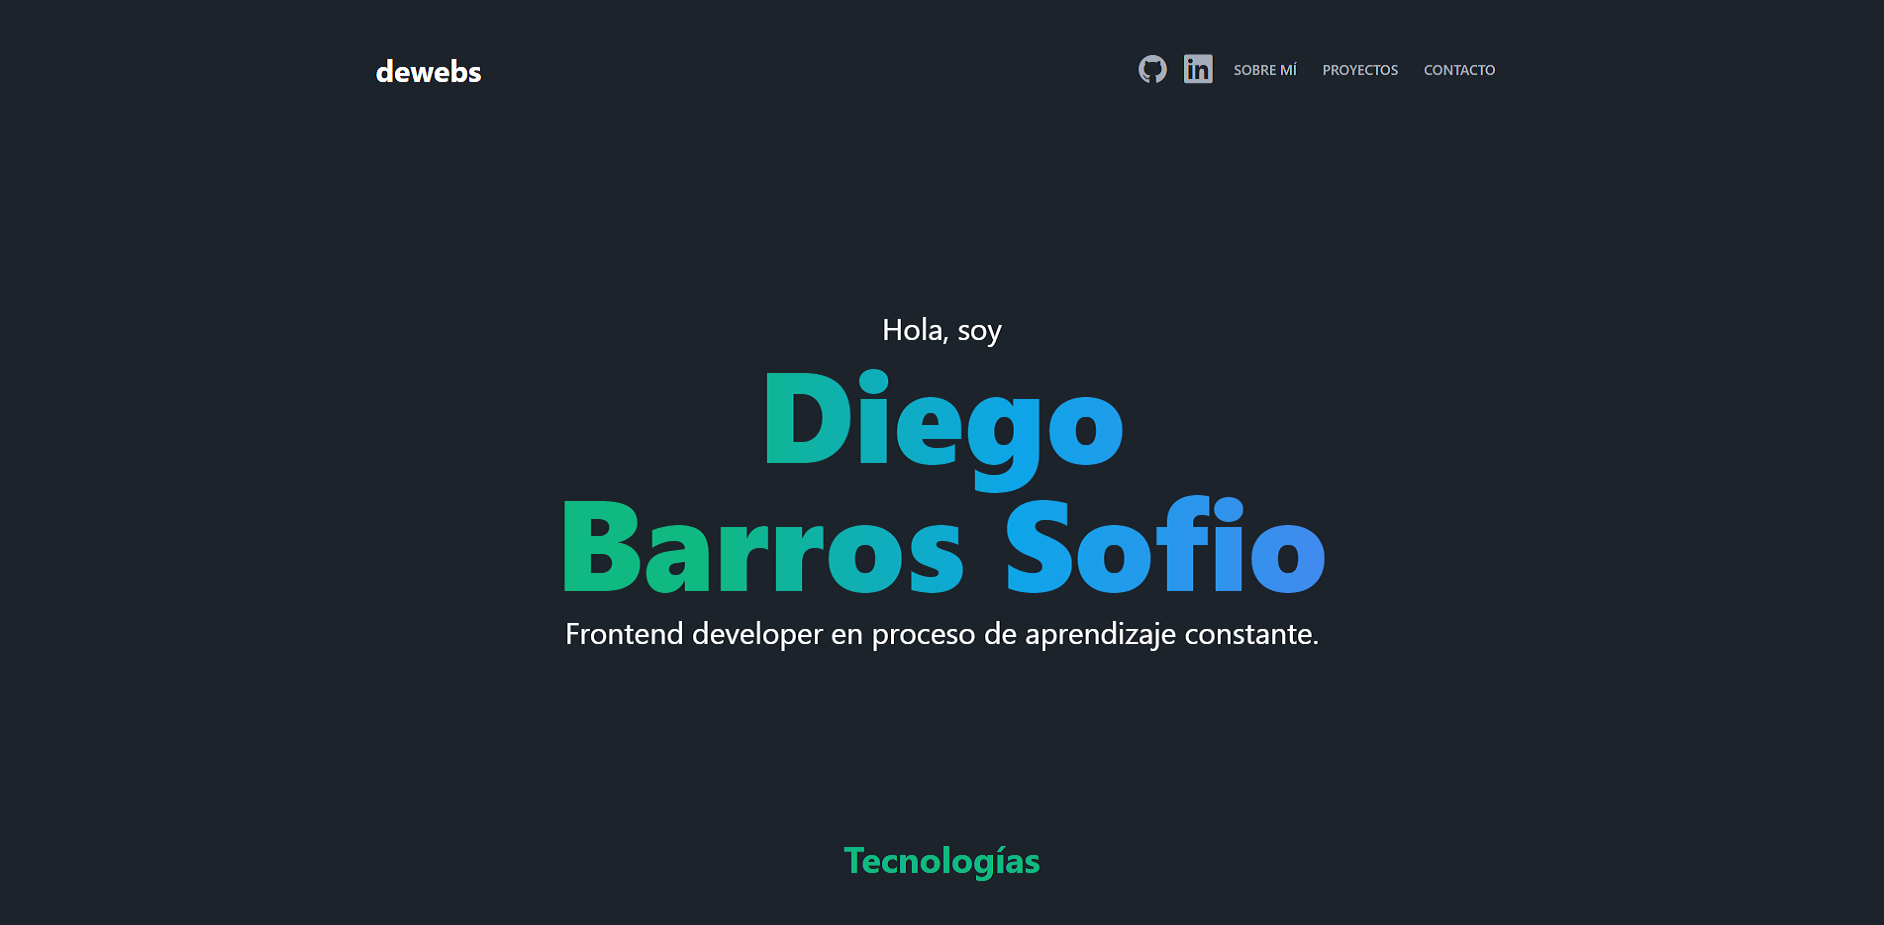 dewebs
SOBRE MÍ PROYECTOS CONTACTO
Hola, soy
Diego
Barros Sofio
Frontend developer en proceso de aprendizaje constante.
Tecnologías